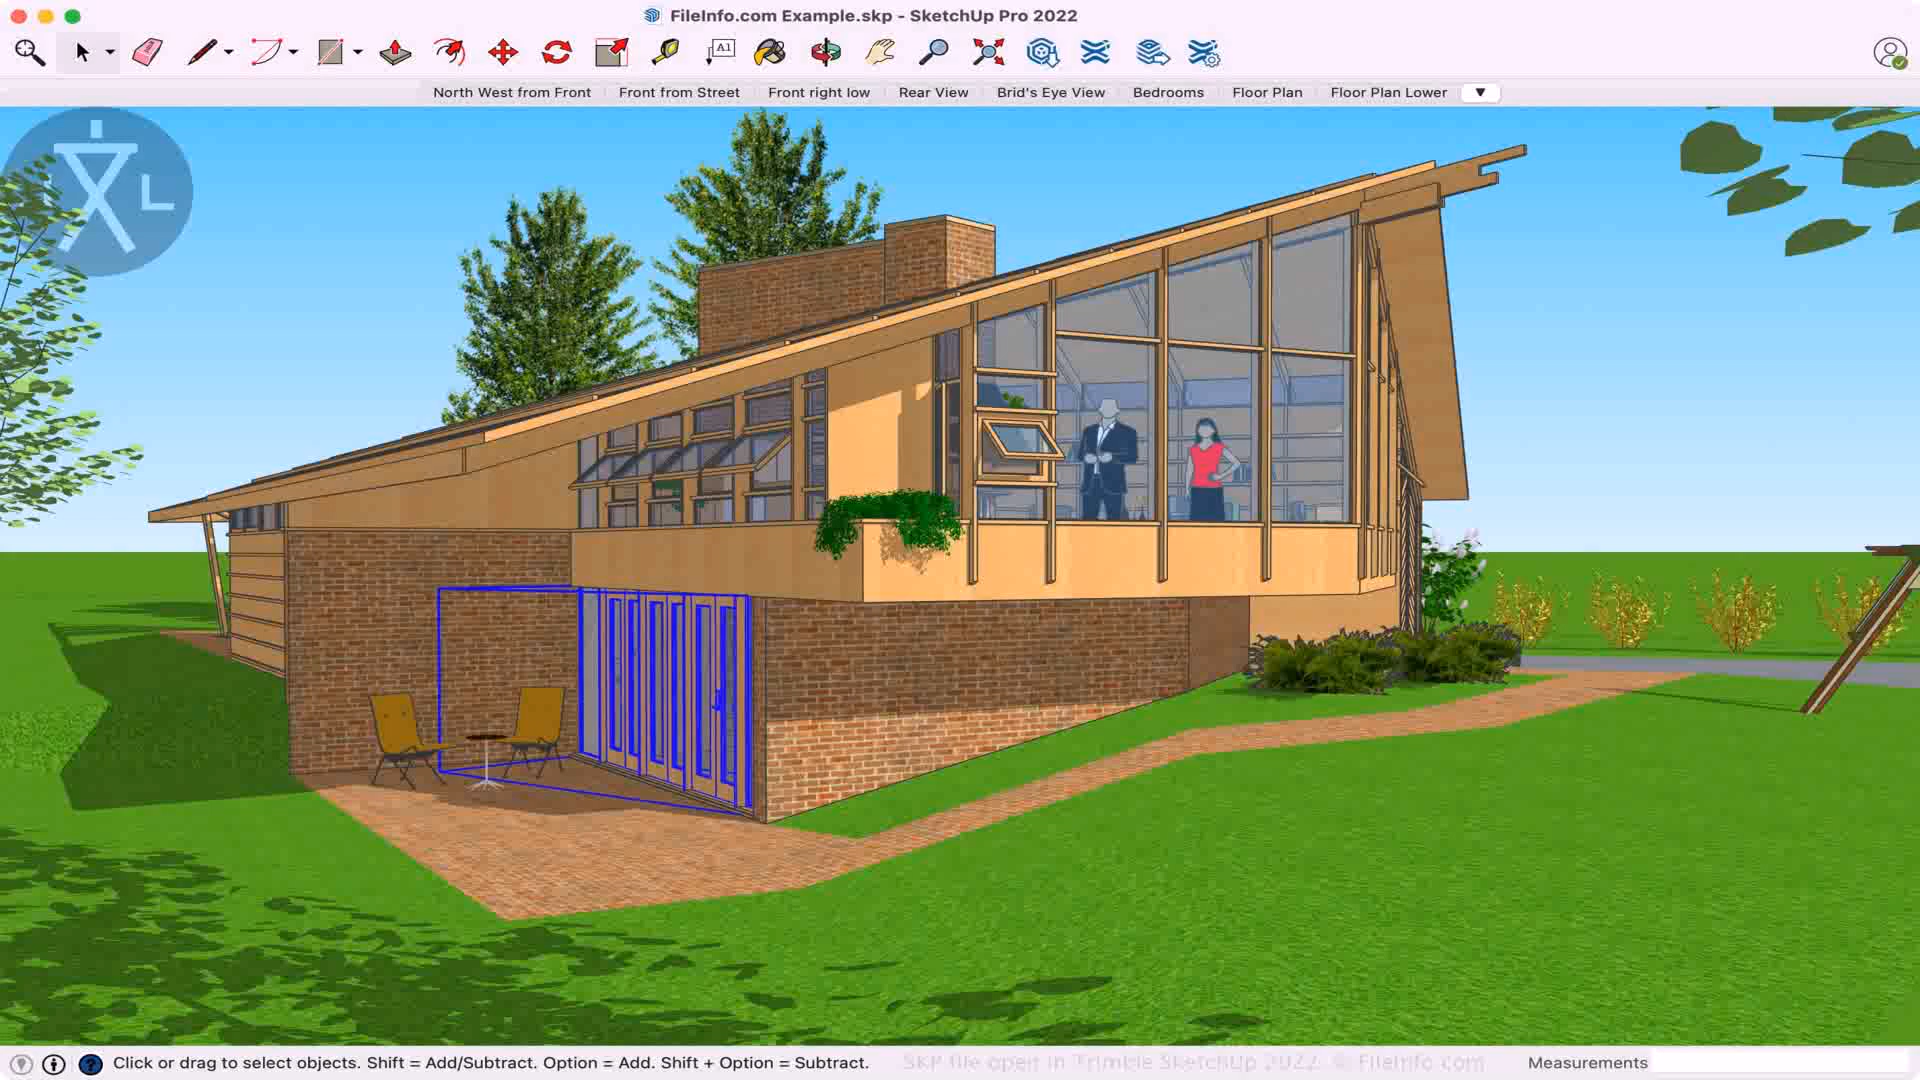 FileInfo.com Example.skp - SketchUp Pro 2022
A1
North West from Front Front from Street Front right low Rear View Brid's Eye View Bedrooms Floor Plan Floor Plan Lower
Click or drag to select objects. Shift = Add/Subtract. Option = Add. Shift + Option = Subtract. SKP file open in Trimble SketchUp 2022. © FileInfo.com Measurements